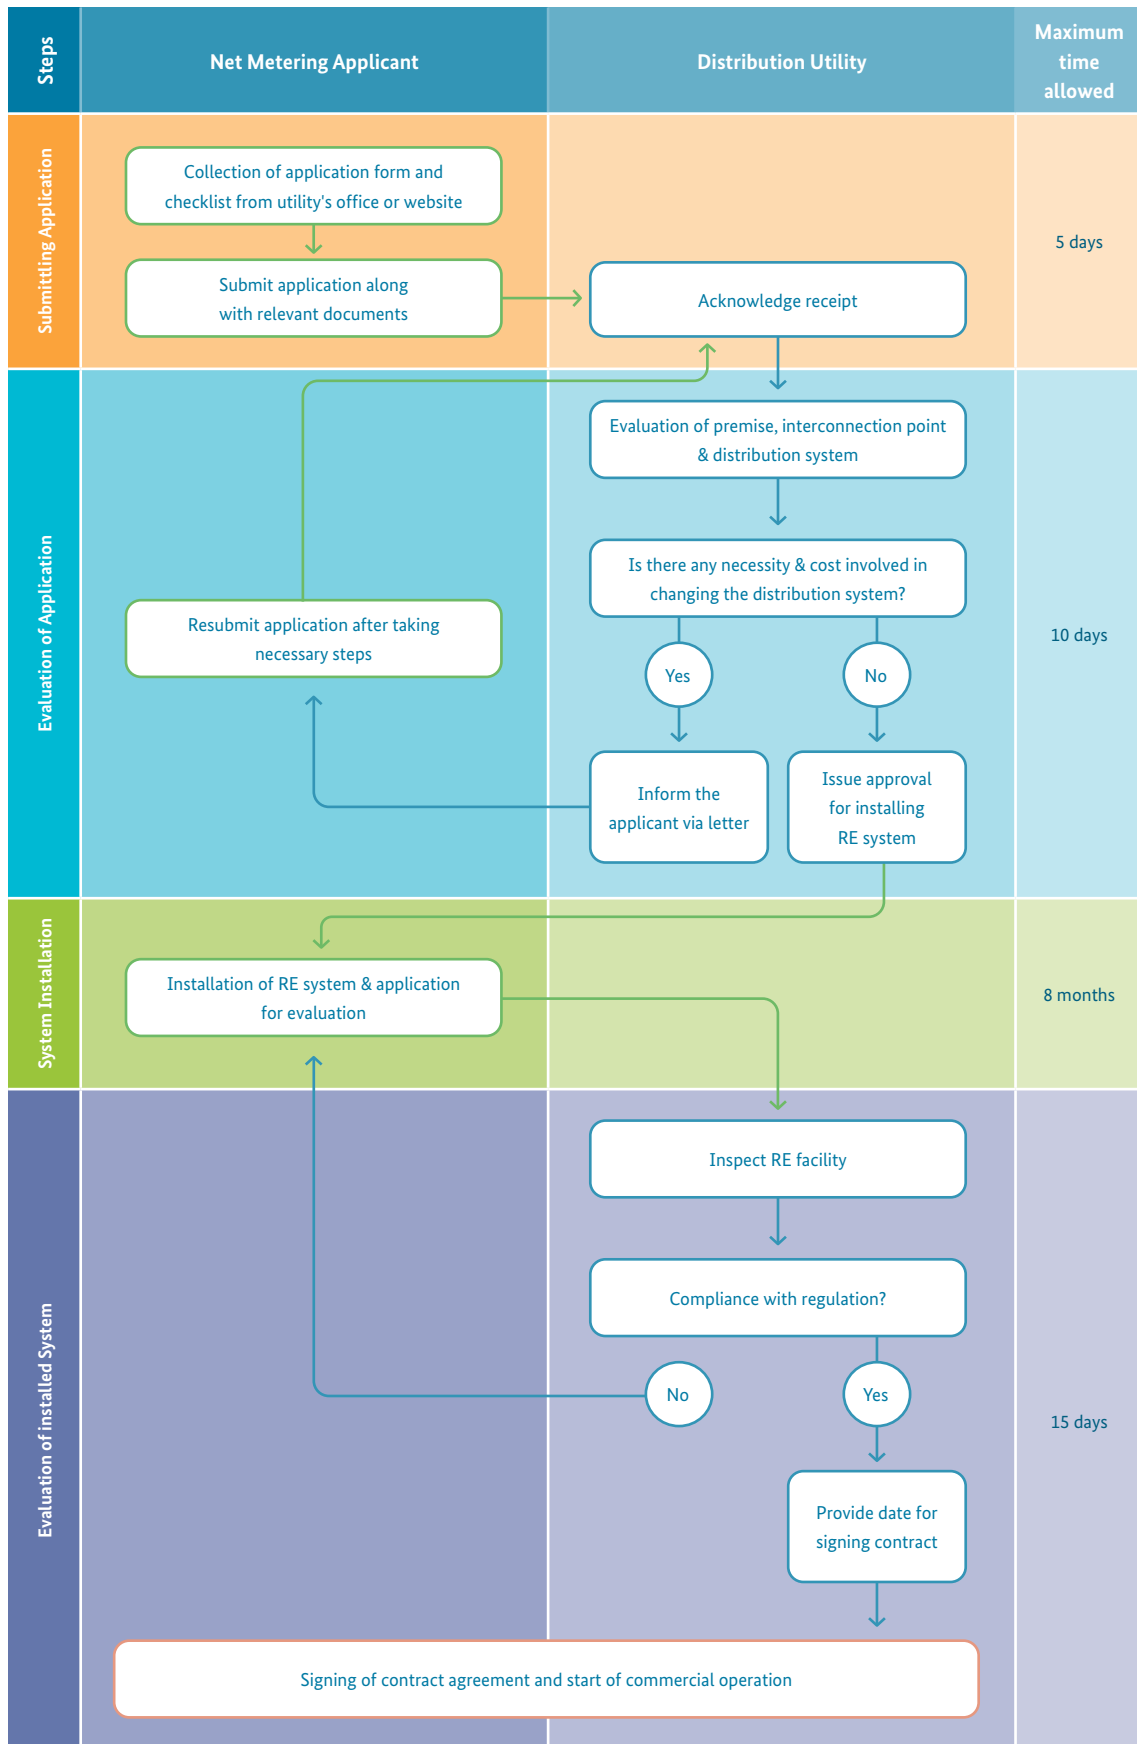 Steps
Net Metering Applicant
Distribution Utility
Maximum
time
allowed
Submittling Application
Collection of application form and
checklist from utility's office or website
Submit application along
with relevant documents
Acknowledge receipt
5 days
Evaluation of Application
Evaluation of premise, interconnection point
& distribution system
Is there any necessity & cost involved in
changing the distribution system?
Resubmit application after taking
necessary steps
Yes
No
10 days
Inform the
applicant via letter
Issue approval
for installing
RE system
System Installation
Installation of RE system & application
for evaluation
8 months
Evaluation of installed System
Inspect RE facility
Compliance with regulation?
No
Yes
15 days
Provide date for
signing contract
Signing of contract agreement and start of commercial operation